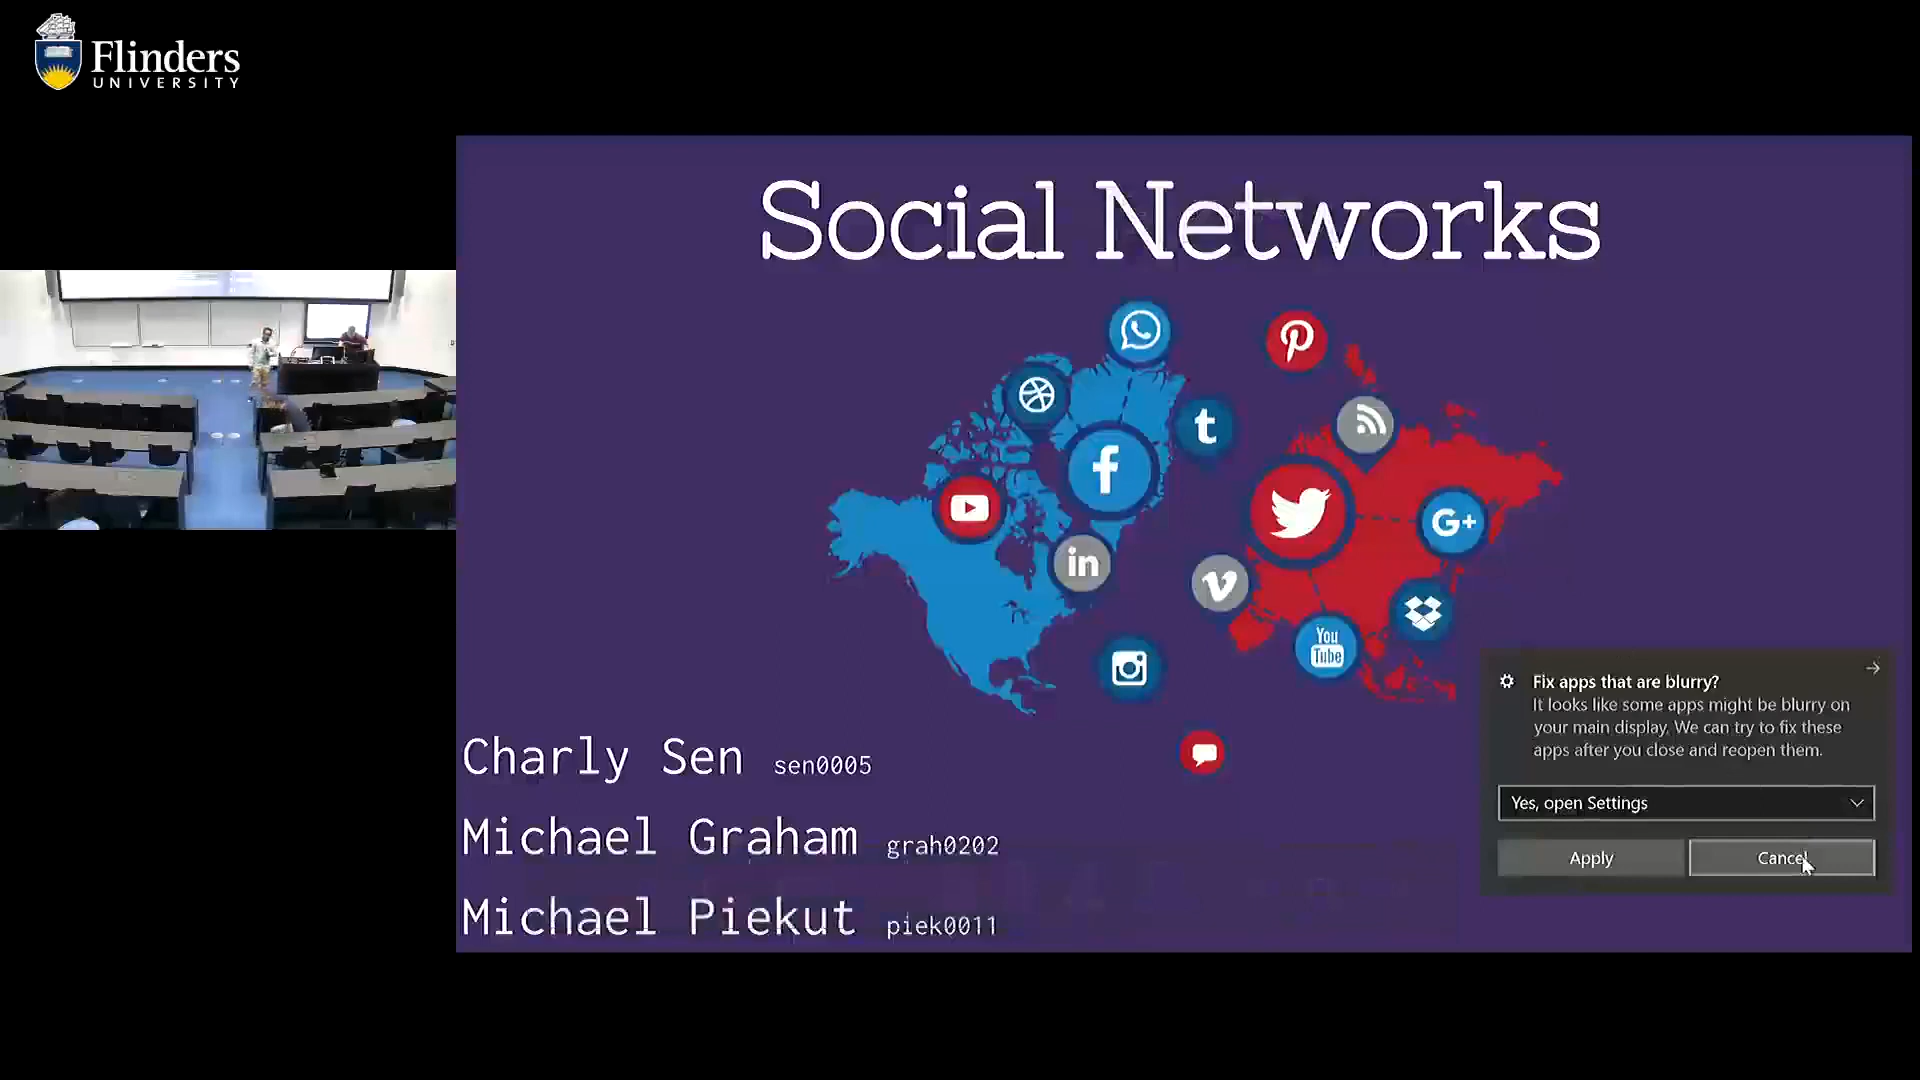 Flinders
UNIVERSITY
Social Networks
t
f
G+
in
v
You
Tube
Fix apps that are blurry?
It looks like some apps might be blurry on
your main display. We can try to fix these
apps after you close and reopen them.
Yes, open Settings
Apply
Cancel
Charly Sen sen0005
Michael Graham grah0202
Michael Piekut piek0011